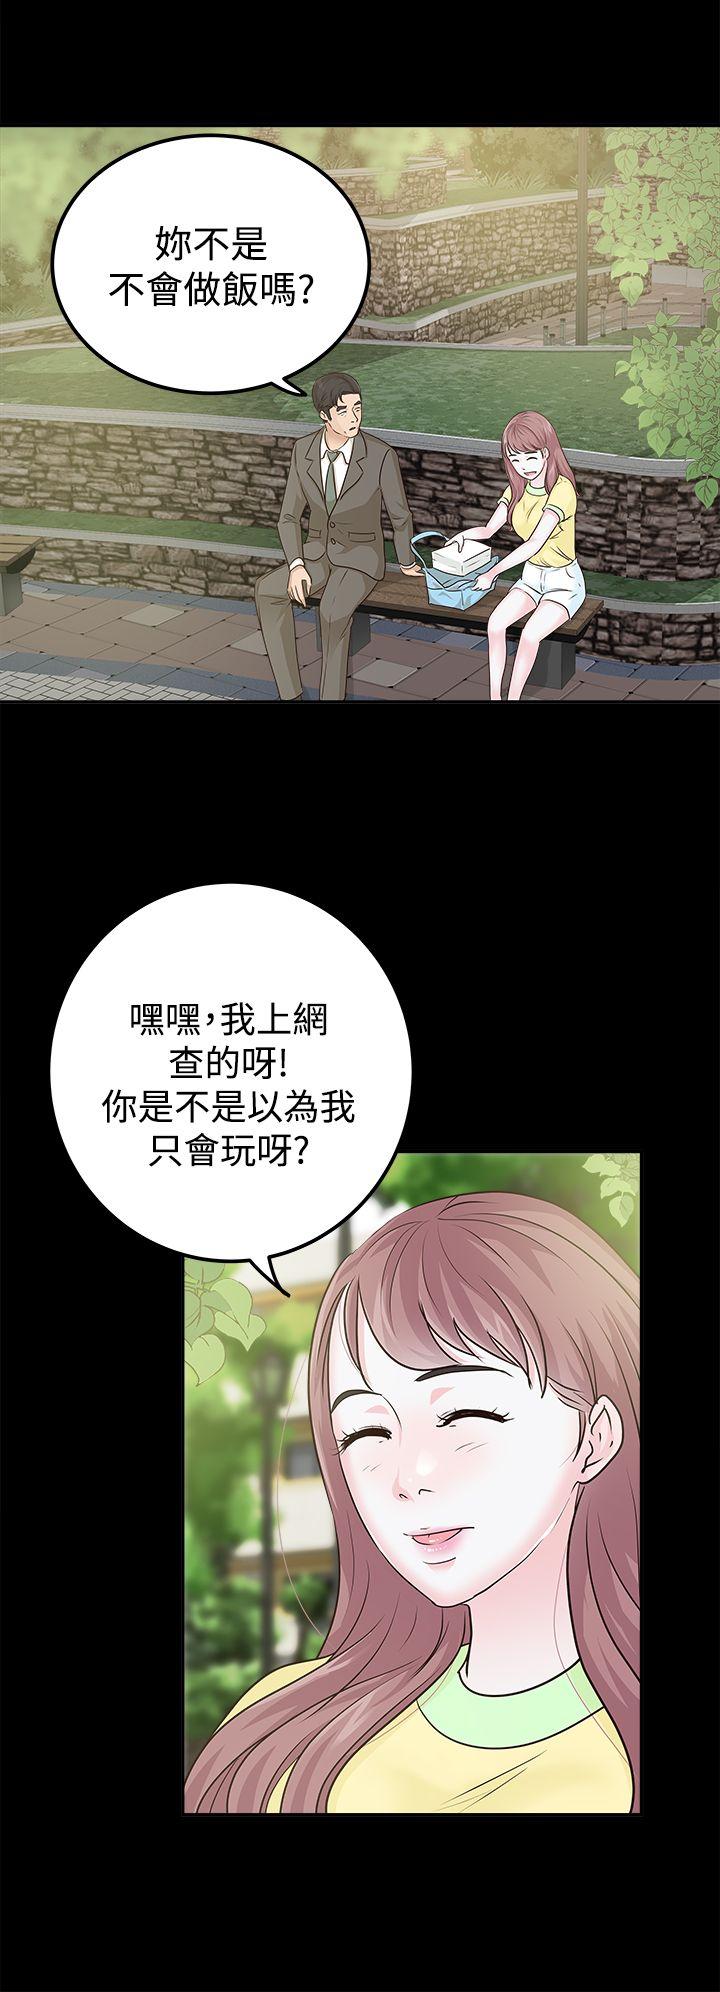 妳不是
不會做飯嗎?
嘿嘿,我上網
查的呀!
你是不是以為我
只會玩呀?